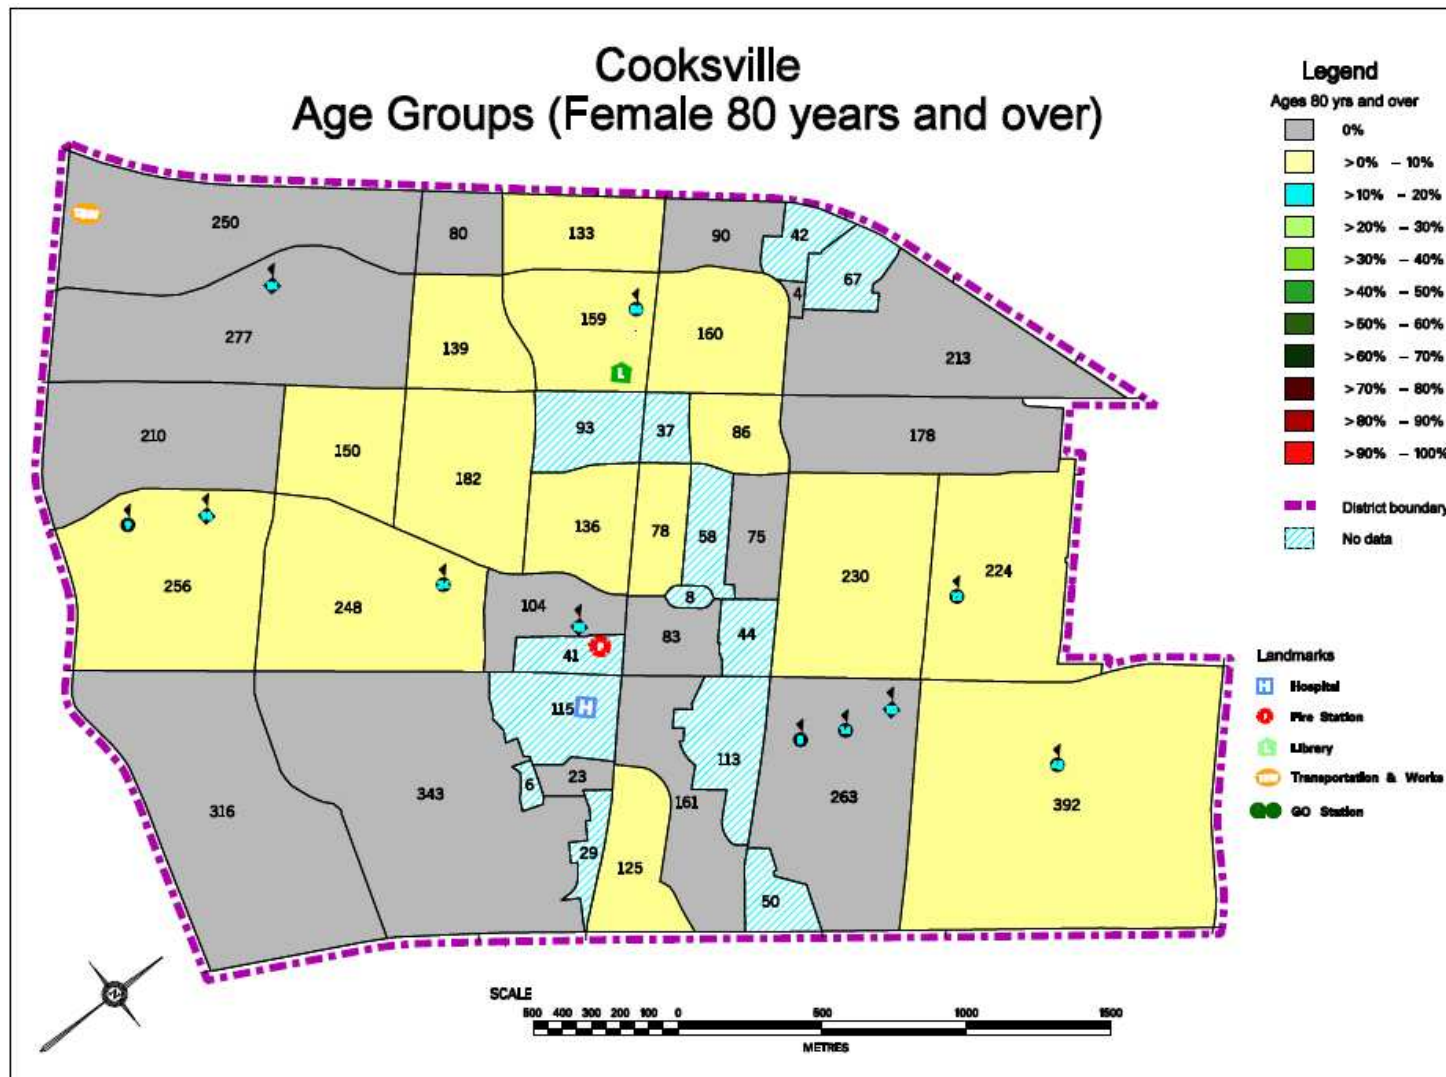 Cooksville
Age Groups (Female 80 years and over)
Legend
Ages 80 yrs and over
0%
>0% - 10%
>10% - 20%
>20% - 30%
>30% - 40%
>40% - 50%
>50% - 60%
>60% - 70%
>70% - 80%
>80% - 90%
>90% - 100%
District boundary
No data
Landmarks
H Hospital
F Fire Station
L Library
Transportation & Works
GO Station
250
80
133
90
42
67
277
139
159
160
4
213
L
210
150
182
93
37
86
178
136
78
58
75
256
248
230
224
104
8
83
44
41
F
316
343
115
H
113
263
392
6
23
161
29
125
50
SCALE
500 400 300 200 100 0 500 1000 1500
METRES